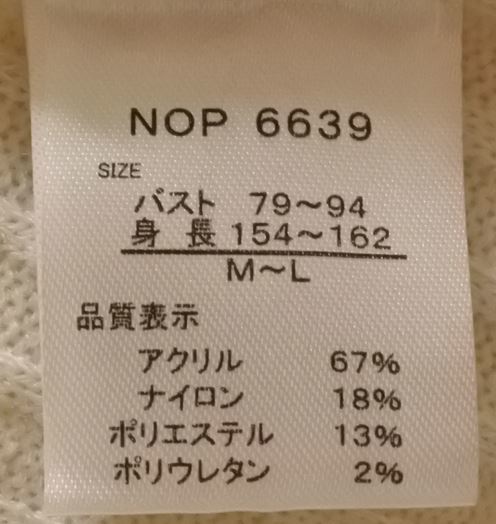 NOP 6639
SIZE
バスト 79～94
身 長 154～162
M～L
品質表示
アクリル 67%
ナイロン 18%
ポリエステル 13%
ポリウレタン 2%